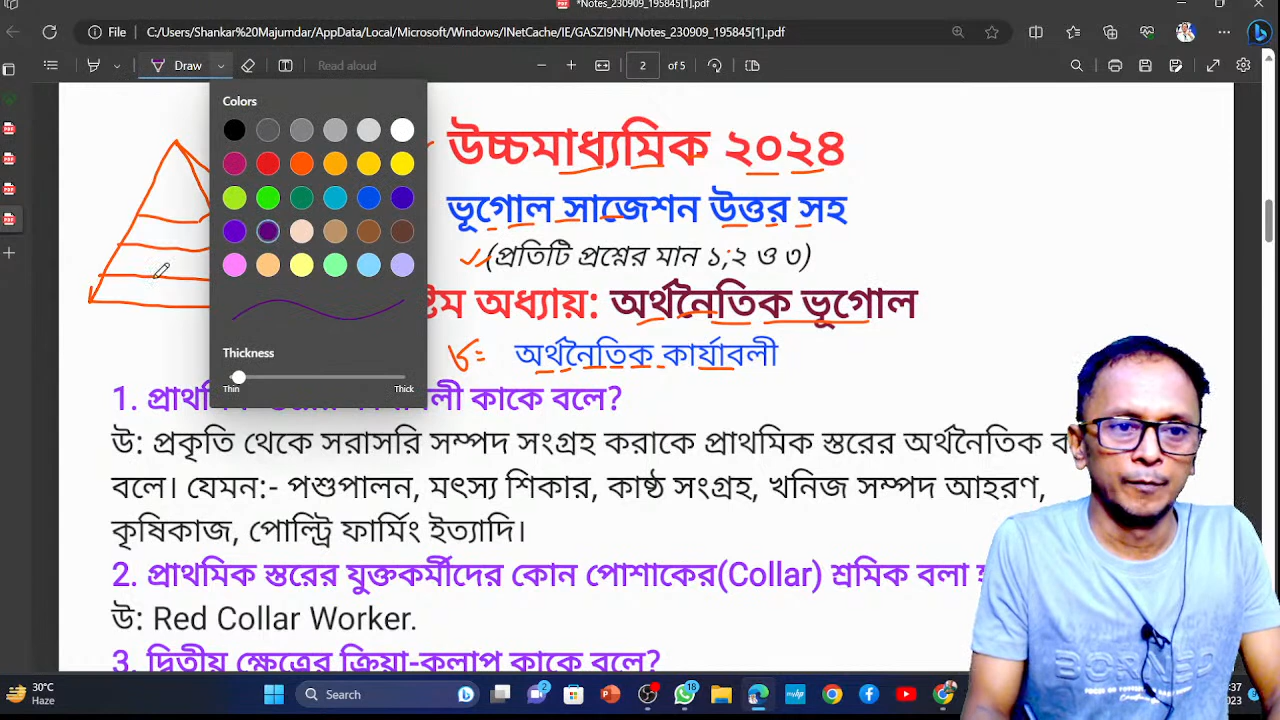 *Notes_230909_195845[1].pdf
File C:/Users/Shankar%20Majumdar/AppData/Local/Microsoft/Windows/INetCache/IE/GASZI9NH/Notes_230909_195845[1].pdf
Draw Read aloud 2 of 5
Colors
Thickness
Thin Thick
উচ্চমাধ্যমিক ২০২৪
ভূগোল সাজেশন উত্তর সহ
(প্রতিটি প্রশ্নের মান ১;২ ও ৩)
অধ্যায়: অর্থনৈতিক ভূগোল
অর্থনৈতিক কার্যাবলী
1. কাকে বলে?
উ: প্রকৃতি থেকে সরাসরি সম্পদ সংগ্রহ করাকে প্রাথমিক স্তরের অর্থনৈতিক
বলে। যেমন:- পশুপালন, মৎস্য শিকার, কাষ্ঠ সংগ্রহ, খনিজ সম্পদ আহরণ,
কৃষিকাজ, পোল্ট্রি ফার্মিং ইত্যাদি।
2. প্রাথমিক স্তরের যুক্তকর্মীদের কোন পোশাকের(Collar) শ্রমিক বলা
উ: Red Collar Worker.
3. দ্বিতীয় ক্ষেত্রের ক্রিয়া-কলাপ কাকে বলে?
BORNEO
30°C
Haze
Search
2
18
myhp